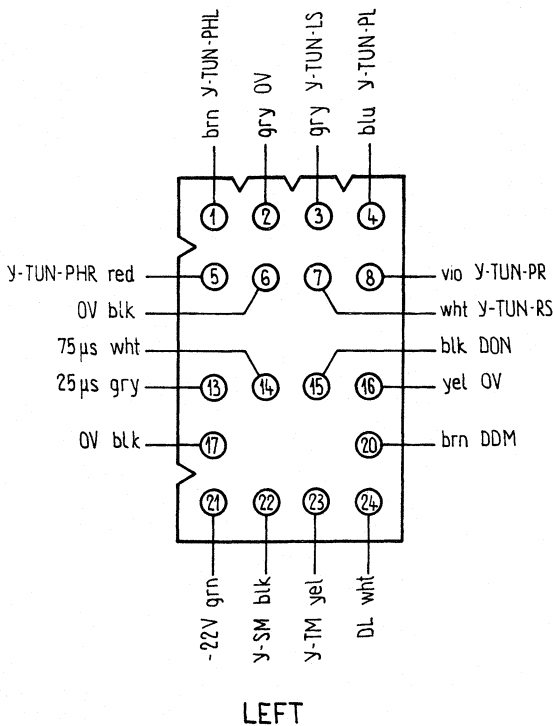 brn Y-TUN-PHL
gry 0V
gry Y-TUN-LS
blu Y-TUN-PL
1
2
3
4
Y-TUN-PHR red
5
6
7
8
vio Y-TUN-PR
0V blk
wht Y-TUN-RS
75µs wht
blk DON
25µs gry
13
14
15
16
yel 0V
0V blk
17
20
brn DDM
21
22
23
24
-22V grn
Y-SM blk
Y-TM yel
DL wht
LEFT